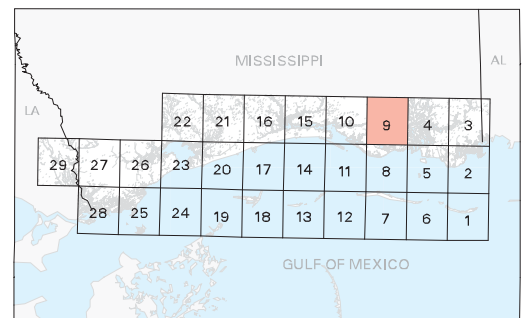 MISSISSIPPI
AL
LA
22 21 16 15 10 9 4 3
29 27 26 23 20 17 14 11 8 5 2
28 25 24 19 18 13 12 7 6 1
GULF OF MEXICO